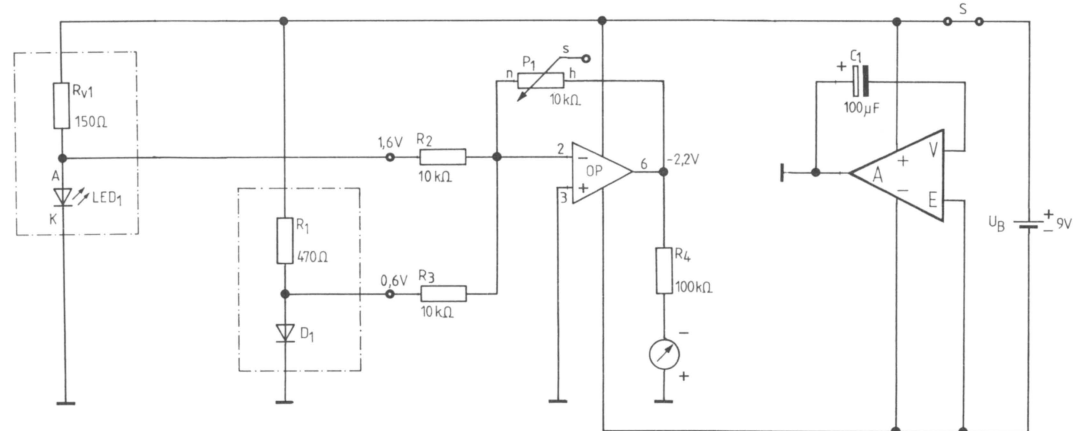 S
Rv1
150Ω
A
LED1
K
R1
470Ω
D1
1,6V
R2
10kΩ
0,6V
R3
10kΩ
P1
s
n
h
10kΩ
2
−
OP
3
+
6
-2,2V
R4
100kΩ
−
+
C1
+
100µF
V
+
A
−
E
UB
+
−
9V